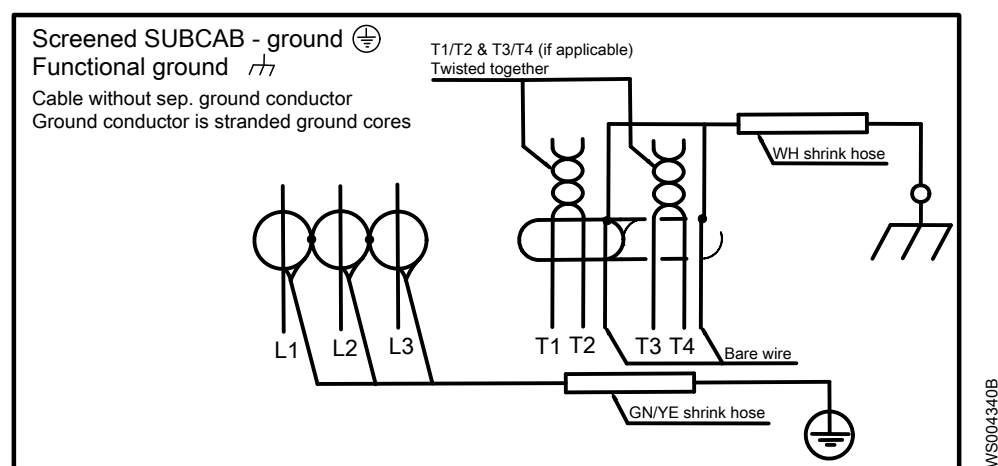 Screened SUBCAB - ground
Functional ground
Cable without sep. ground conductor
Ground conductor is stranded ground cores
T1/T2 & T3/T4 (if applicable)
Twisted together
WH shrink hose
L1 L2 L3
T1 T2 T3 T4
Bare wire
GN/YE shrink hose
WS004340B